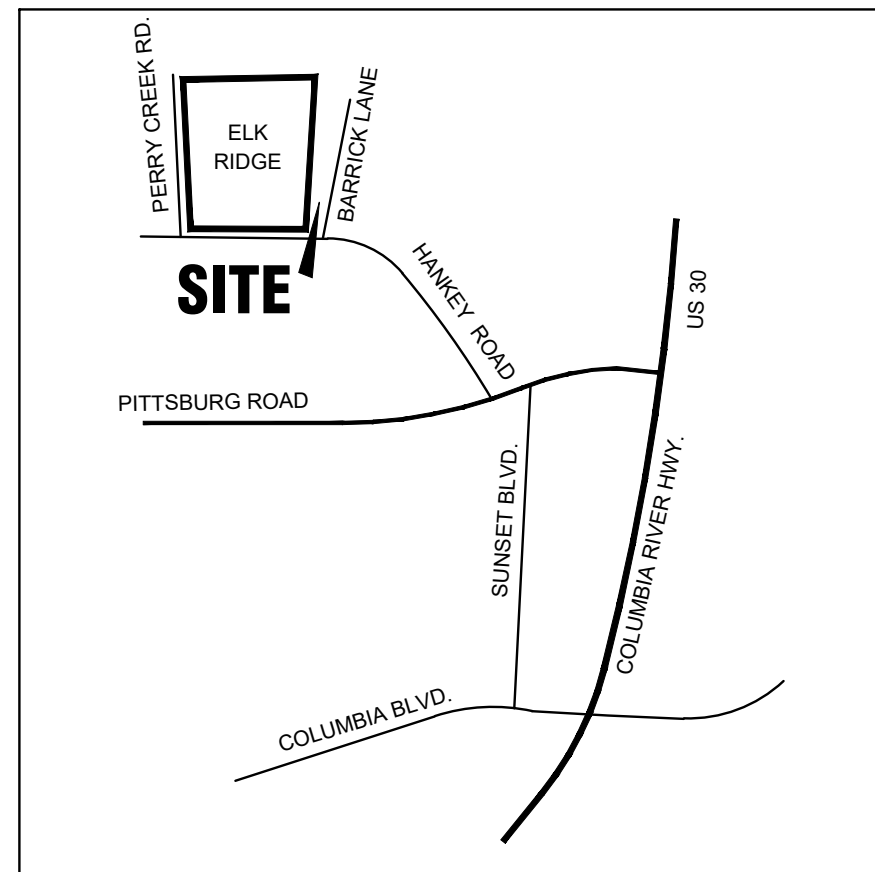 PERRY CREEK RD.
ELK
RIDGE
BARRICK LANE
SITE
HANKEY ROAD
US 30
PITTSBURG ROAD
SUNSET BLVD.
COLUMBIA RIVER HWY.
COLUMBIA BLVD.